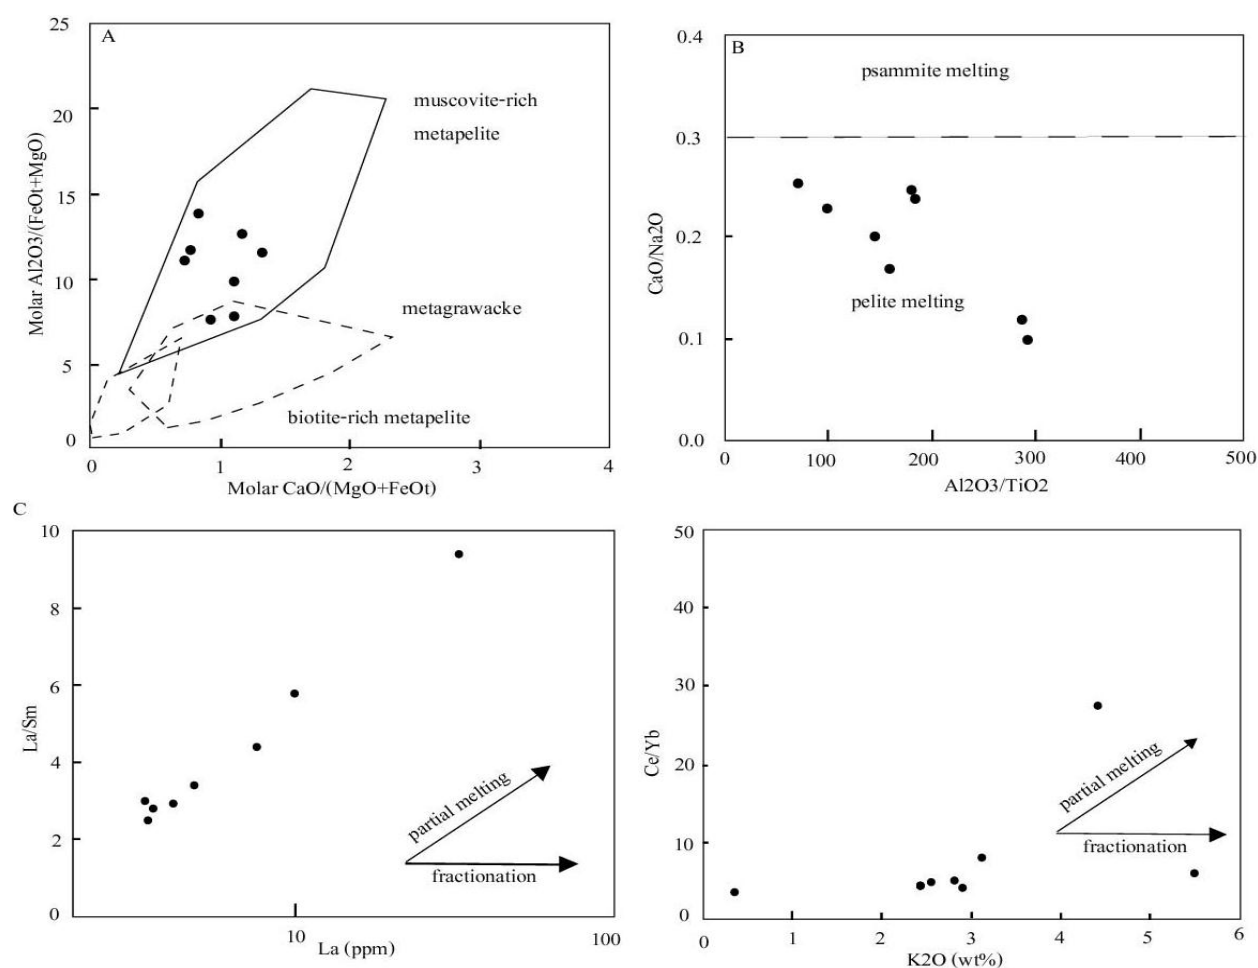 A
25
20
15
10
5
0
Molar Al2O3/(FeOt+MgO)
muscovite-rich
metapelite
metagrawacke
biotite-rich metapelite
0 1 2 3 4
Molar CaO/(MgO+FeOt)
B
0.4
0.3
0.2
0.1
0.0
CaO/Na2O
psammite melting
pelite melting
0 100 200 300 400 500
Al2O3/TiO2
C
10
8
6
4
2
0
La/Sm
partial melting
fractionation
10 100
La (ppm)
50
40
30
20
10
0
Ce/Yb
partial melting
fractionation
0 1 2 3 4 5 6
K2O (wt%)